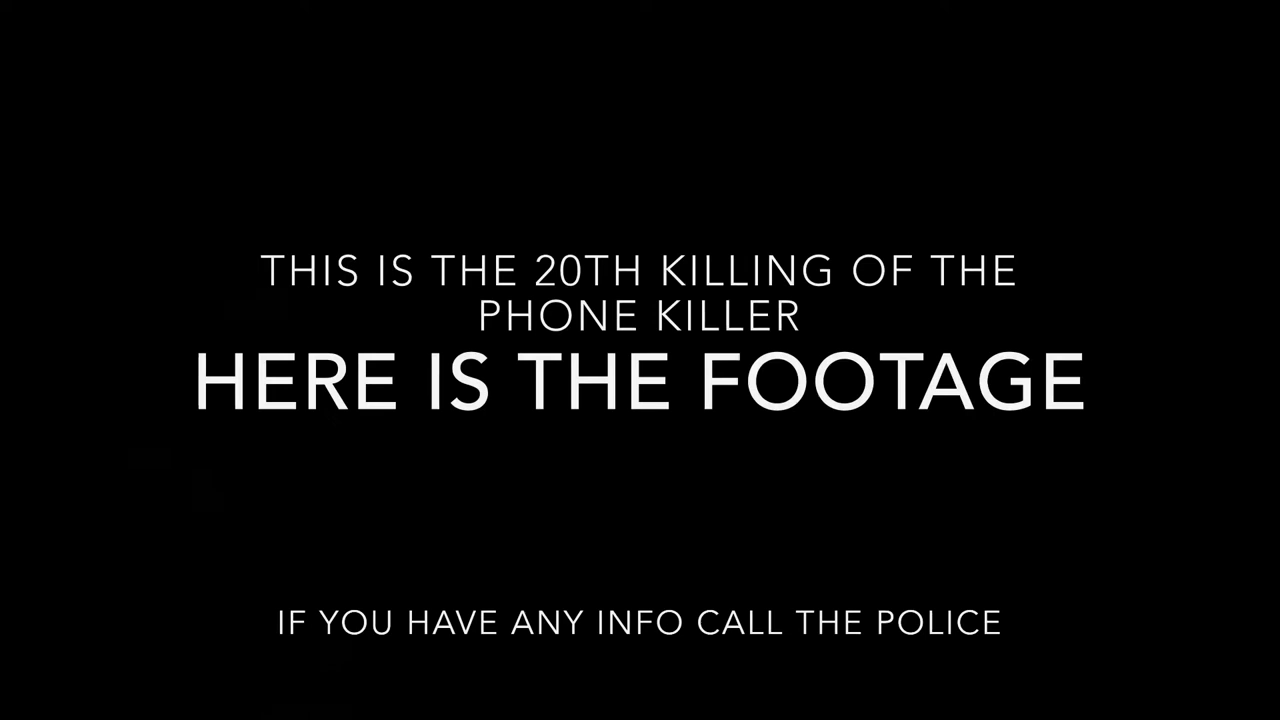 THIS IS THE 20TH KILLING OF THE
PHONE KILLER
HERE IS THE FOOTAGE
IF YOU HAVE ANY INFO CALL THE POLICE